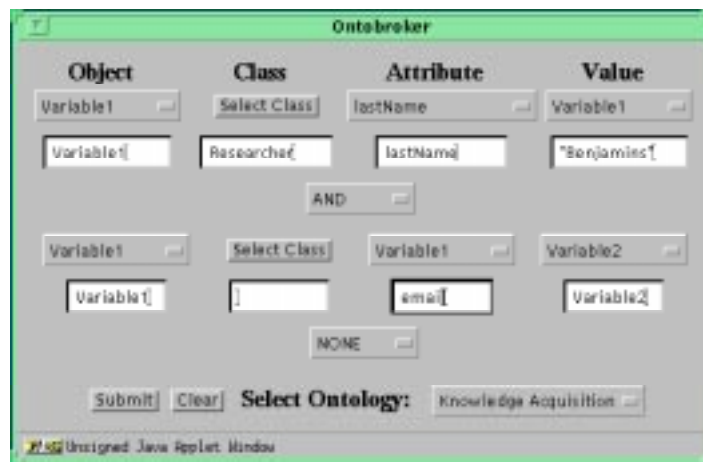 Ontobroker
Object Class Attribute Value
Variable1 Select Class lastName Variable1
Variable1 Researcher lastName "Benjamins"
AND
Variable1 Select Class Variable1 Variable2
Variable1 email Variable2
NONE
Submit Clear Select Ontology: Knowledge Acquisition
Unsigned Java Applet Window